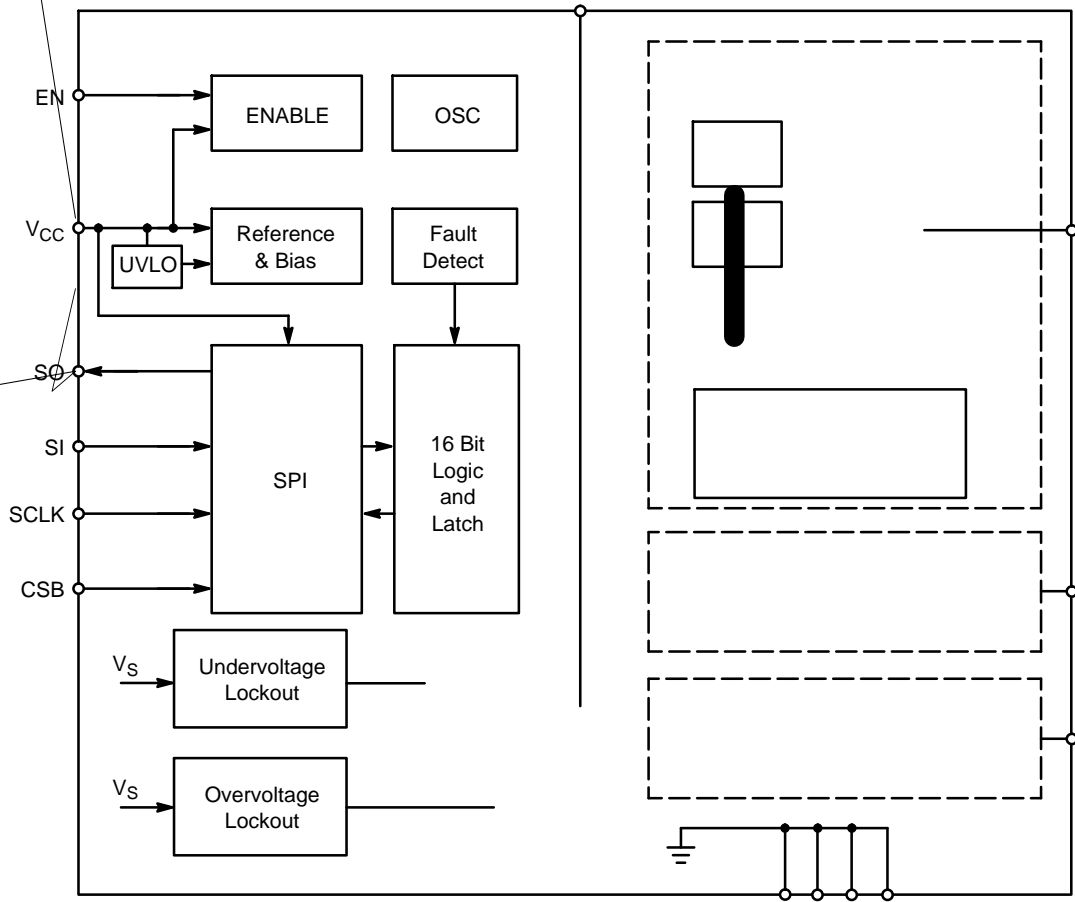 EN
ENABLE
OSC
VCC
UVLO
Reference
& Bias
Fault
Detect
SO
SI
SCLK
CSB
SPI
16 Bit
Logic
and
Latch
VS
Undervoltage
Lockout
VS
Overvoltage
Lockout